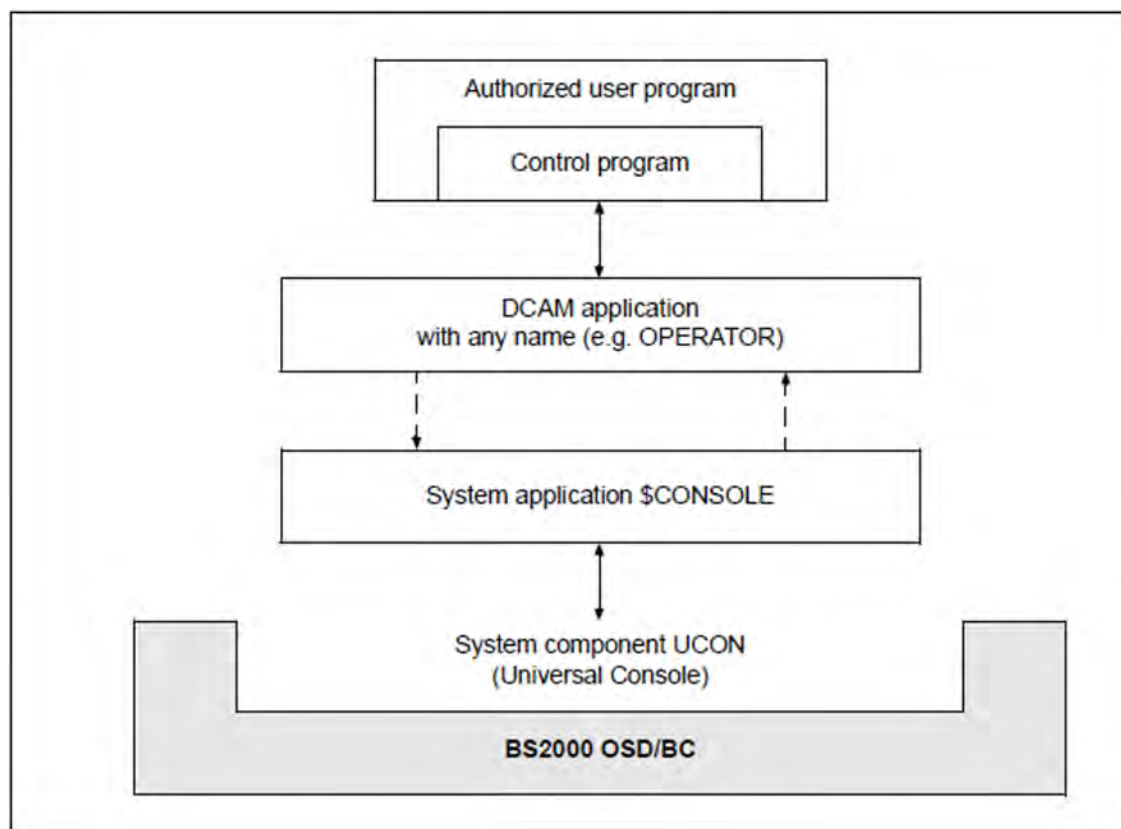 Authorized user program
Control program
DCAM application
with any name (e.g. OPERATOR)
System application $CONSOLE
System component UCON
(Universal Console)
BS2000 OSD/BC